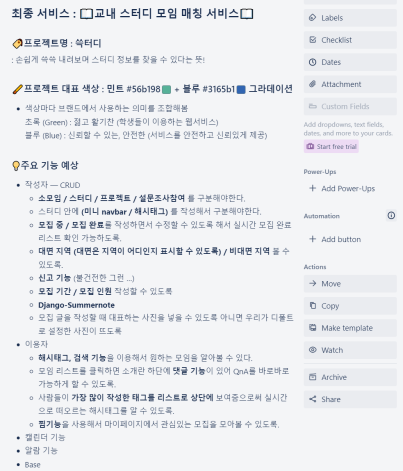 최종 서비스 : 📖교내 스터디 모임 매칭 서비스📖
🏷️프로젝트명 : 쓱터디
: 손쉽게 쓱쓱 내려보며 스터디 정보를 찾을 수 있다는 뜻!
🖍️프로젝트 대표 색상 : 민트 #56b198🟩 + 블루 #3165b1🟦 그라데이션
• 색상마다 브랜드에서 사용하는 의미를 조합해봄
초록 (Green) : 젊고 활기찬 (학생들이 이용하는 웹서비스)
블루 (Blue) : 신뢰할 수 있는, 안전한 (서비스를 안전하고 신뢰있게 제공)
💡주요 기능 예상
• 작성자 — CRUD
○ 소모임 / 스터디 / 프로젝트 / 설문조사참여 를 구분해야한다.
○ 스터디 안에 (미니 navbar / 해시태그) 를 작성해서 구분해야한다.
○ 모집 중 / 모집 완료를 작성하면서 수정할 수 있도록 해서 실시간 모집 완료
리스트 확인 가능하도록.
○ 대면 지역 (대면은 지역이 어디인지 표시할 수 있도록) / 비대면 지역 쓸 수
있도록.
○ 신고 기능 (불건전한 그런 ...)
○ 모집 기간 / 모집 인원 작성할 수 있도록
○ Django-Summernote
○ 모집 글을 작성할 때 대표하는 사진을 넣을 수 있도록 아니면 우리가 디폴트
로 설정한 사진이 뜨도록
• 이용자
○ 해시태그, 검색 기능을 이용해서 원하는 모임을 알아볼 수 있다.
○ 모임 리스트를 클릭하면 소개란 하단에 댓글 기능이 있어 QnA를 바로바로
가능하게 할 수 있도록.
○ 사람들이 가장 많이 작성한 태그를 리스트로 상단에 보여줌으로써 실시간
으로 떠오르는 해시태그를 알 수 있도록.
○ 찜기능을 사용해서 마이페이지에서 관심있는 모집을 모아볼 수 있도록.
• 캘린더 기능
• 알람 기능
• Base
Labels
Checklist
Dates
Attachment
Custom Fields
Add dropdowns, text fields,
dates, and more to your cards.
Start free trial
Power-Ups
+ Add Power-Ups
Automation
+ Add button
Actions
Move
Copy
Make template
Watch
Archive
Share